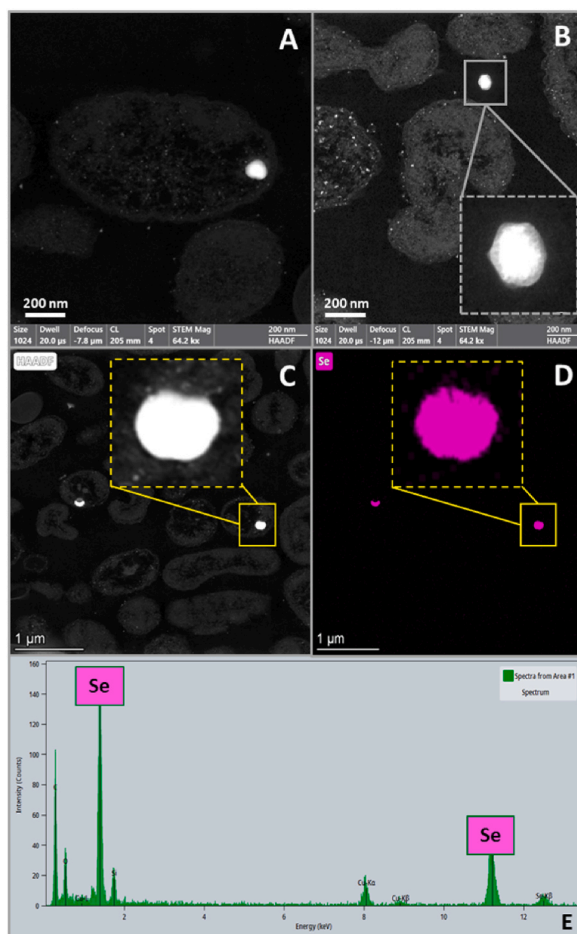 A
B
200 nm
200 nm
Size Dwell Defocus CL Spot STEM Mag 200 nm
1024 20.0 µs -7.8 µm 205 mm 4 64.2 kx HAADF
Size Dwell Defocus CL Spot STEM Mag 200 nm
1024 20.0 µs -12 µm 205 mm 4 64.2 kx HAADF
HAADF
C
Se
D
1 µm
1 µm
160
140
120
100
80
60
40
20
0
Intensity (Counts)
Se
Spectra from Area #1
Spectrum
C
O
Si
Cu-Kα
Cu-Kβ
Se
Se-Kβ
2
4
6
8
10
12
Energy (keV)
E